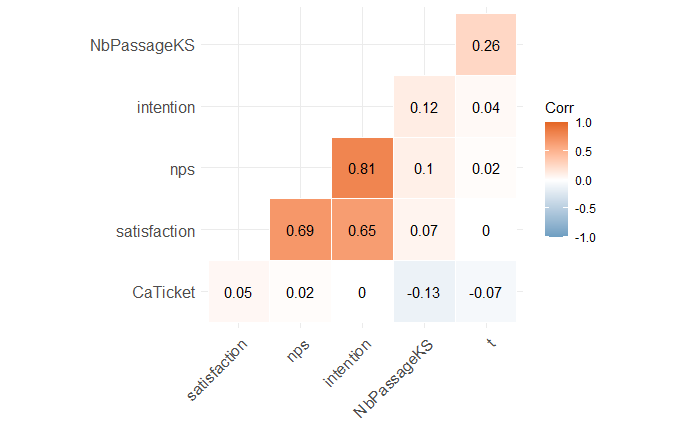 NbPassageKS 0.26
intention 0.12 0.04
nps 0.81 0.1 0.02
satisfaction 0.69 0.65 0.07 0
CaTicket 0.05 0.02 0 -0.13 -0.07
satisfaction nps intention NbPassageKS t
Corr
1.0
0.5
0.0
-0.5
-1.0